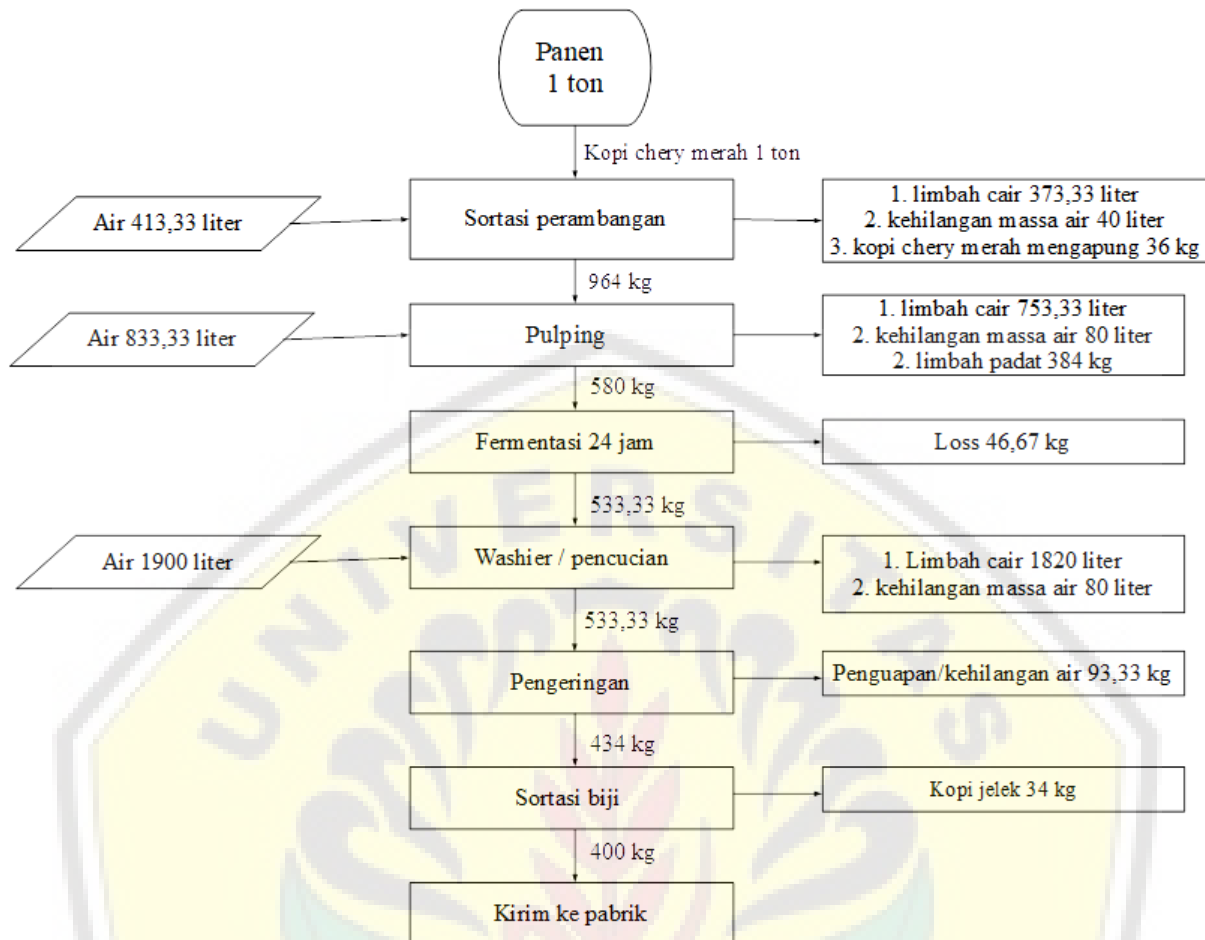 Panen
1 ton
Kopi chery merah 1 ton
Air 413,33 liter
Sortasi perambangan
1. limbah cair 373,33 liter
2. kehilangan massa air 40 liter
3. kopi chery merah mengapung 36 kg
964 kg
Air 833,33 liter
Pulping
1. limbah cair 753,33 liter
2. kehilangan massa air 80 liter
2. limbah padat 384 kg
580 kg
Fermentasi 24 jam
Loss 46,67 kg
533,33 kg
Air 1900 liter
Washier / pencucian
1. Limbah cair 1820 liter
2. kehilangan massa air 80 liter
533,33 kg
Pengeringan
Penguapan/kehilangan air 93,33 kg
434 kg
Sortasi biji
Kopi jelek 34 kg
400 kg
Kirim ke pabrik
UNIVERSITAS